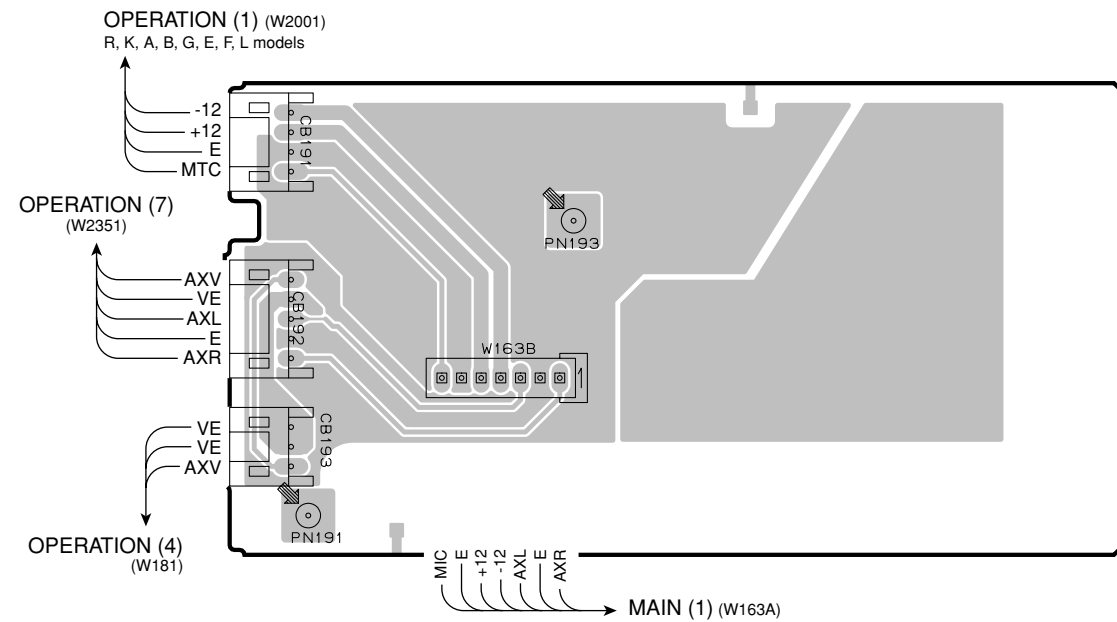 OPERATION (1) (W2001)
R, K, A, B, G, E, F, L models
-12
+12
E
MTC
CB191
OPERATION (7)
(W2351)
PN193
AXV
VE
AXL
E
AXR
CB192
W163B
1
VE
VE
AXV
CB193
OPERATION (4)
(W181)
PN191
MIC
E
+12
-12
AXL
E
AXR
MAIN (1) (W163A)